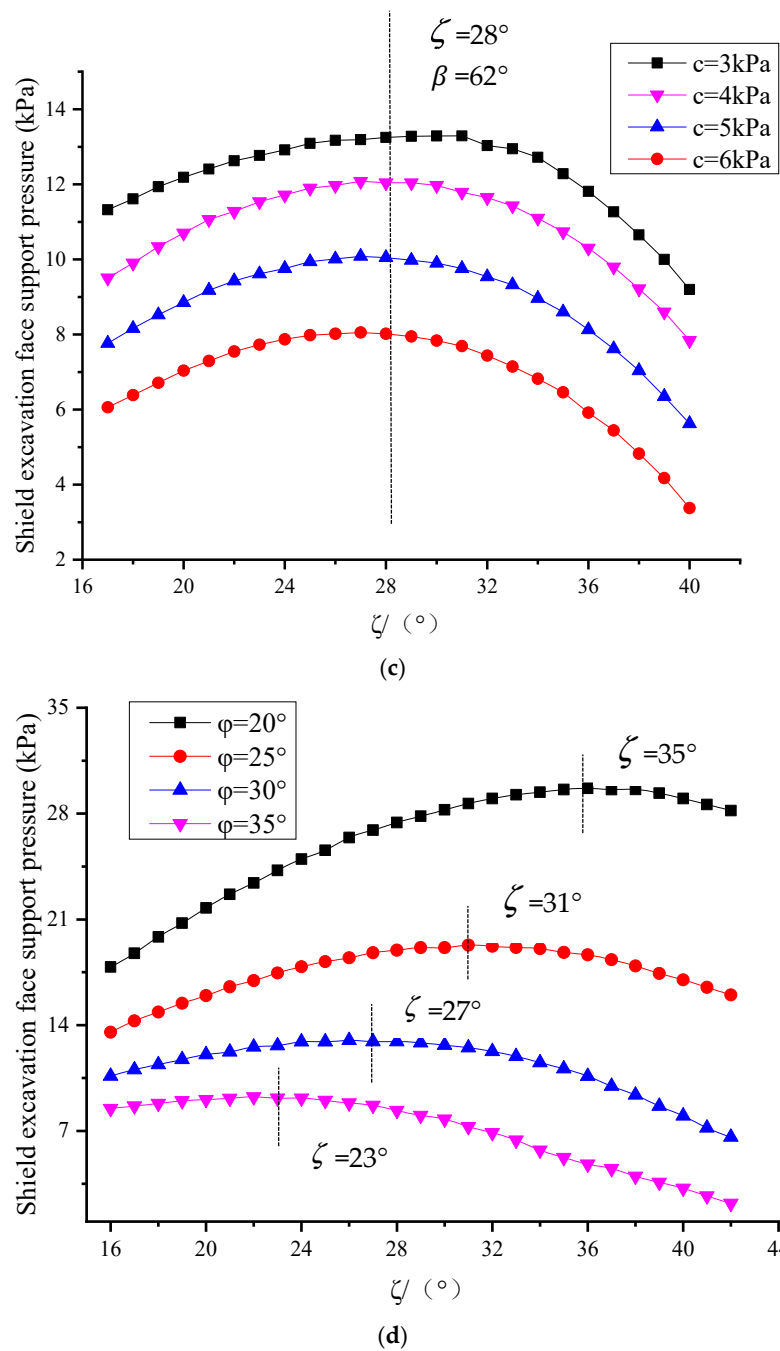 ζ =28°
β =62°
c=3kPa
c=4kPa
c=5kPa
c=6kPa
Shield excavation face support pressure (kPa)
14
12
10
8
6
4
2
16 20 24 28 32 36 40
ζ/（°）
(c)
φ=20°
φ=25°
φ=30°
φ=35°
ζ =35°
ζ =31°
ζ =27°
ζ =23°
Shield excavation face support pressure (kPa)
35
28
21
14
7
16 20 24 28 32 36 40 44
ζ/（°）
(d)